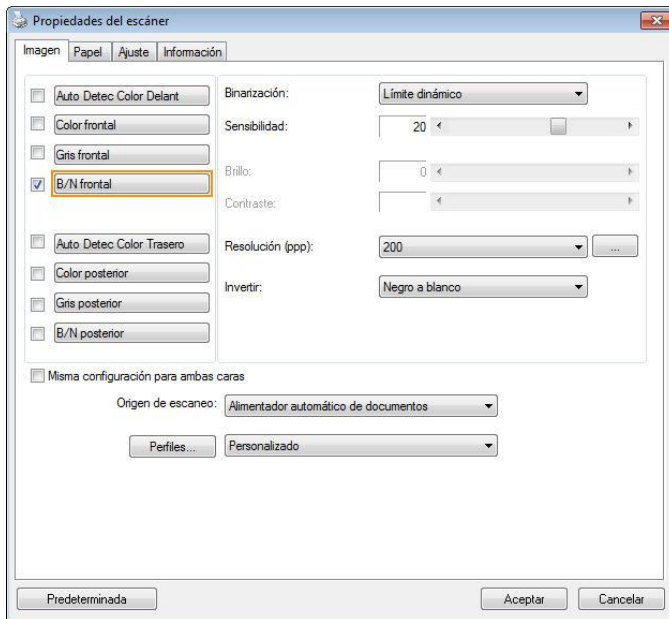 Propiedades del escáner
Imagen Papel Ajuste Información
Auto Detec Color Delant
Color frontal
Gris frontal
B/N frontal
Auto Detec Color Trasero
Color posterior
Gris posterior
B/N posterior
Binarización: Límite dinámico
Sensibilidad: 20
Brillo: 0
Contraste:
Resolución (ppp): 200 ...
Invertir: Negro a blanco
Misma configuración para ambas caras
Origen de escaneo: Alimentador automático de documentos
Perfiles... Personalizado
Predeterminada Aceptar Cancelar